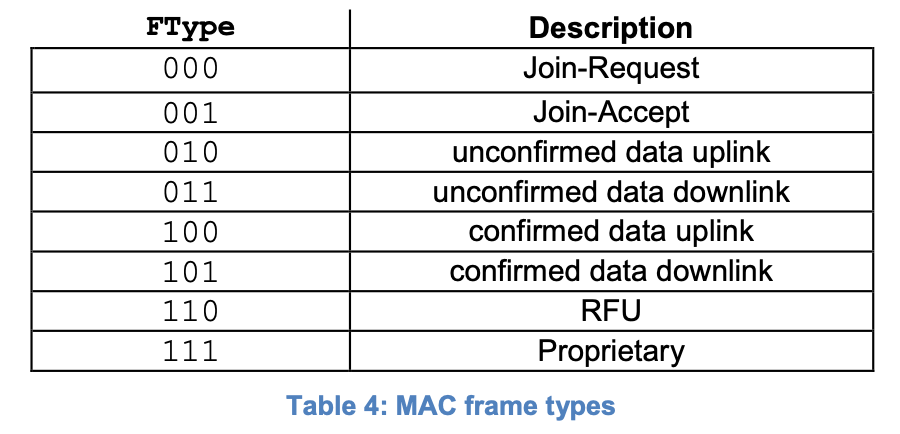 FType Description
000 Join-Request
001 Join-Accept
010 unconfirmed data uplink
011 unconfirmed data downlink
100 confirmed data uplink
101 confirmed data downlink
110 RFU
111 Proprietary
Table 4: MAC frame types